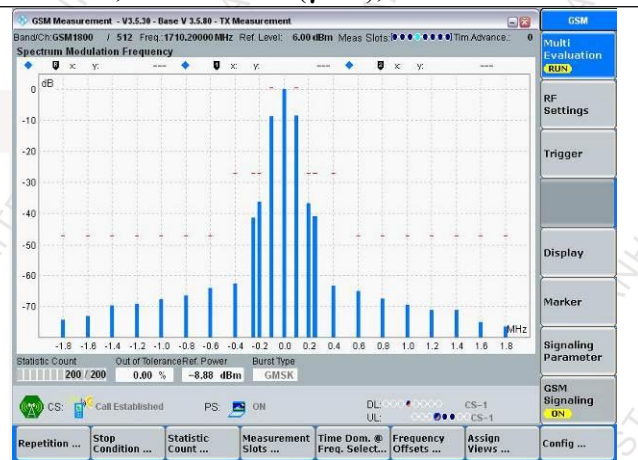 GSM Measurement - V3.5.30 - Base V 3.5.80 - TX Measurement
GSM
Band/Ch: GSM1800 / 512 Freq.: 1710.20000 MHz Ref. Level: 6.00 dBm Meas Slots: Tim.Advance.: 0
Spectrum Modulation Frequency
x: y: --- x: y: --- x: y: ---
dB
0
-10
-20
-30
-40
-50
-60
-70
MHz
-1.8 -1.6 -1.4 -1.2 -1.0 -0.8 -0.6 -0.4 -0.2 0.0 0.2 0.4 0.6 0.8 1.0 1.2 1.4 1.6 1.8
Statistic Count Out of Tolerance Ref. Power Burst Type
200 / 200 0.00 % -8.88 dBm GMSK
CS: Call Established PS: ON DL: CS-1
UL: CS-1
Multi
Evaluation
RUN
RF
Settings
Trigger
Display
Marker
Signaling
Parameter
GSM
Signaling
ON
Repetition ... Stop Condition ... Statistic Count ... Measurement Slots ... Time Dom. @ Freq. Select... Frequency Offsets ... Assign Views ... Config ...